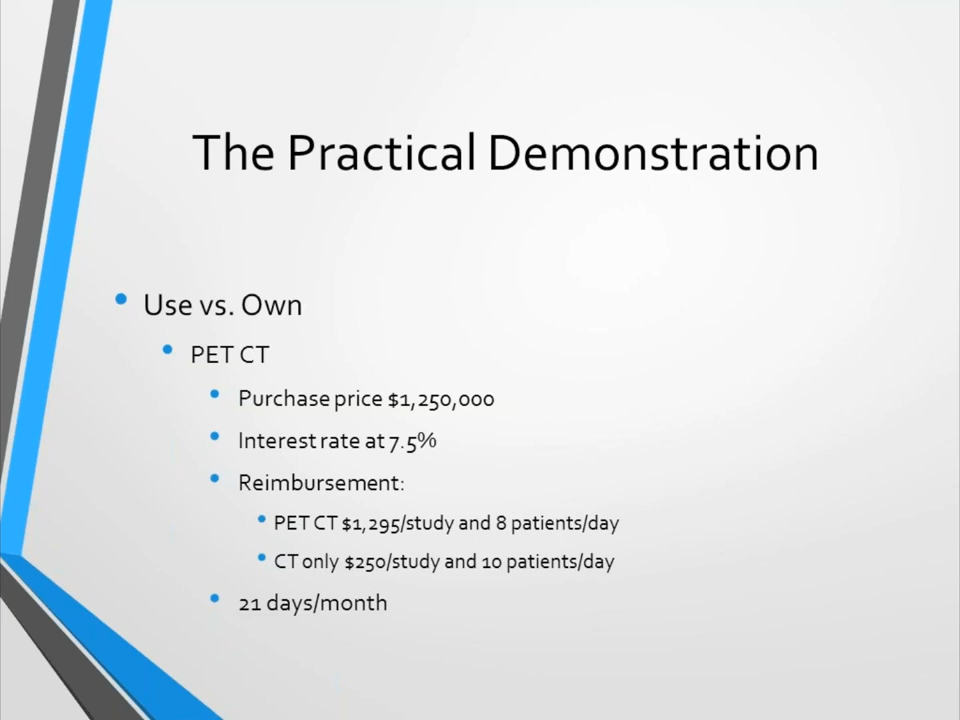 The Practical Demonstration
Use vs. Own
PET CT
Purchase price $1,250,000
Interest rate at 7.5%
Reimbursement:
PET CT $1,295/study and 8 patients/day
CT only $250/study and 10 patients/day
21 days/month